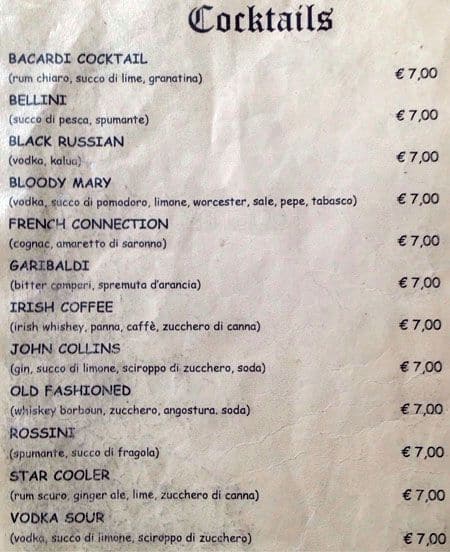 Cocktails
BACARDI COCKTAIL
(rum chiaro, succo di lime, granatina) € 7,00
BELLINI
(succo di pesca, spumante) € 7,00
BLACK RUSSIAN
(vodka, kalua) € 7,00
BLOODY MARY
(vodka, succo di pomodoro, limone, worcester, sale, pepe, tabasco) € 7,00
FRENCH CONNECTION
(cognac, amaretto di saronno) € 7,00
GARIBALDI
(bitter compari, spremuta d'arancia) € 7,00
IRISH COFFEE
(irish whishey, panna, caffè, zucchero di canna) € 7,00
JOHN COLLINS
(gin, succo di limone, sciroppo di zucchero, soda) € 7,00
OLD FASHIONED
(whiskey borboun, zucchero, angostura. soda) € 7,00
ROSSINI
(spumante, succo di fragola) € 7,00
STAR COOLER
(rum scuro, ginger ale, lime, zucchero di canna) € 7,00
VODKA SOUR
(vodka, succo di limone, sciroppo di zucchero) € 7,00